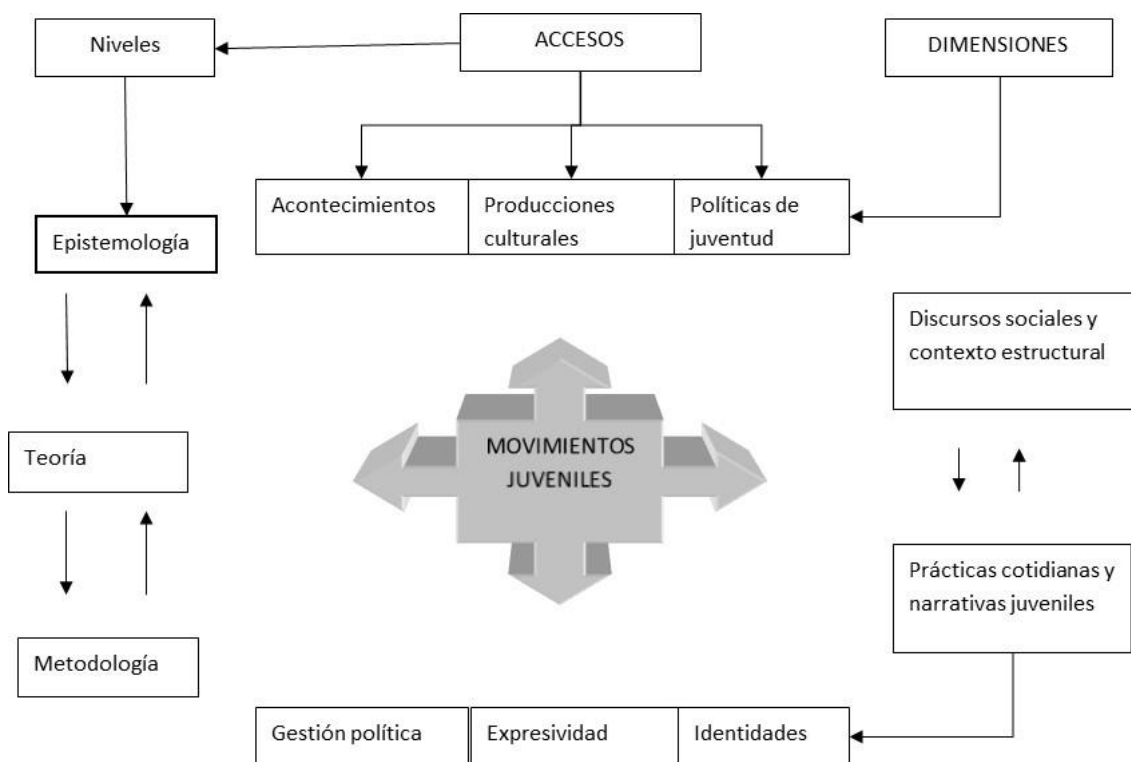 Niveles
ACCESOS
DIMENSIONES
Acontecimientos
Producciones
culturales
Políticas de
juventud
Epistemología
Discursos sociales y
contexto estructural
MOVIMIENTOS
JUVENILES
Teoría
Prácticas cotidianas y
narrativas juveniles
Metodología
Gestión política
Expresividad
Identidades